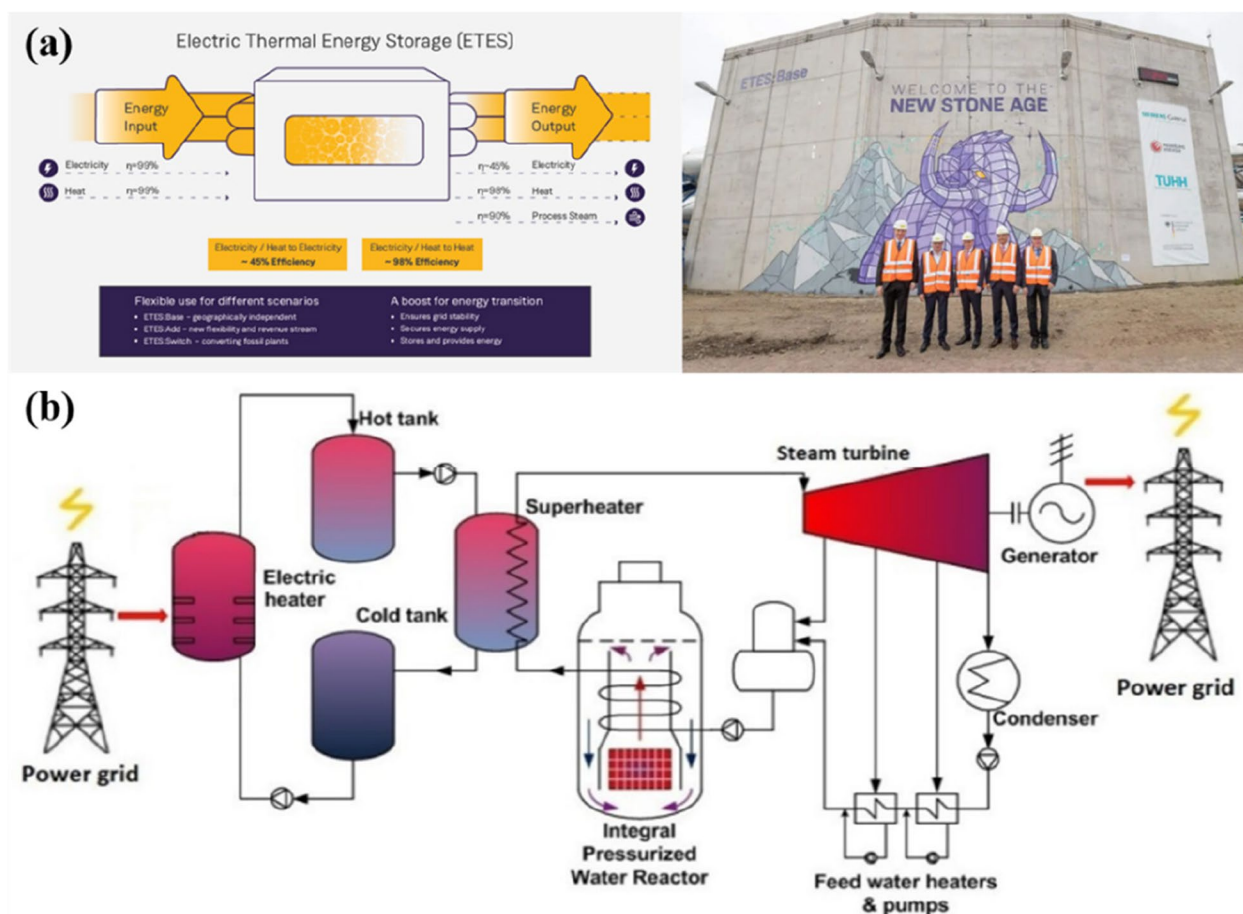 (a)
Electric Thermal Energy Storage (ETES)
Energy
Input
Energy
Output
Electricity η=99%
Heat η=99%
η~45% Electricity
η=98% Heat
η=90% Process Steam
Electricity / Heat to Electricity
~ 45% Efficiency
Electricity / Heat to Heat
~ 98% Efficiency
Flexible use for different scenarios
• ETES:Base - geographically independent
• ETES:Add - new flexibility and revenue stream
• ETES:Switch - converting fossil plants
A boost for energy transition
• Ensures grid stability
• Secures energy supply
• Stores and provides energy
ETES:Base
WELCOME TO THE
NEW STONE AGE
SIEMENS Gamesa
TUHH
(b)
Hot tank
Steam turbine
Superheater
Electric
heater
Generator
Cold tank
Power grid
Condenser
Power grid
Integral
Pressurized
Water Reactor
Feed water heaters
& pumps